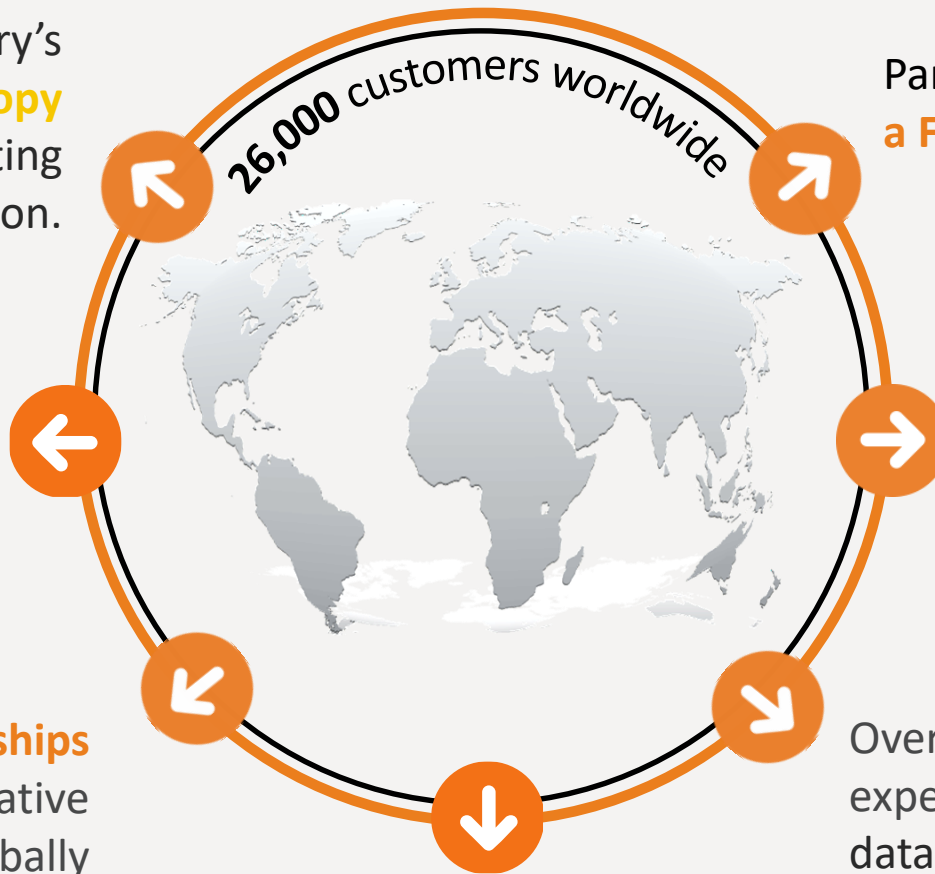 ry's
opy
ting
on.
26,000 customers worldwide
Par
a F
ships
ative
bally
Over
expe
data